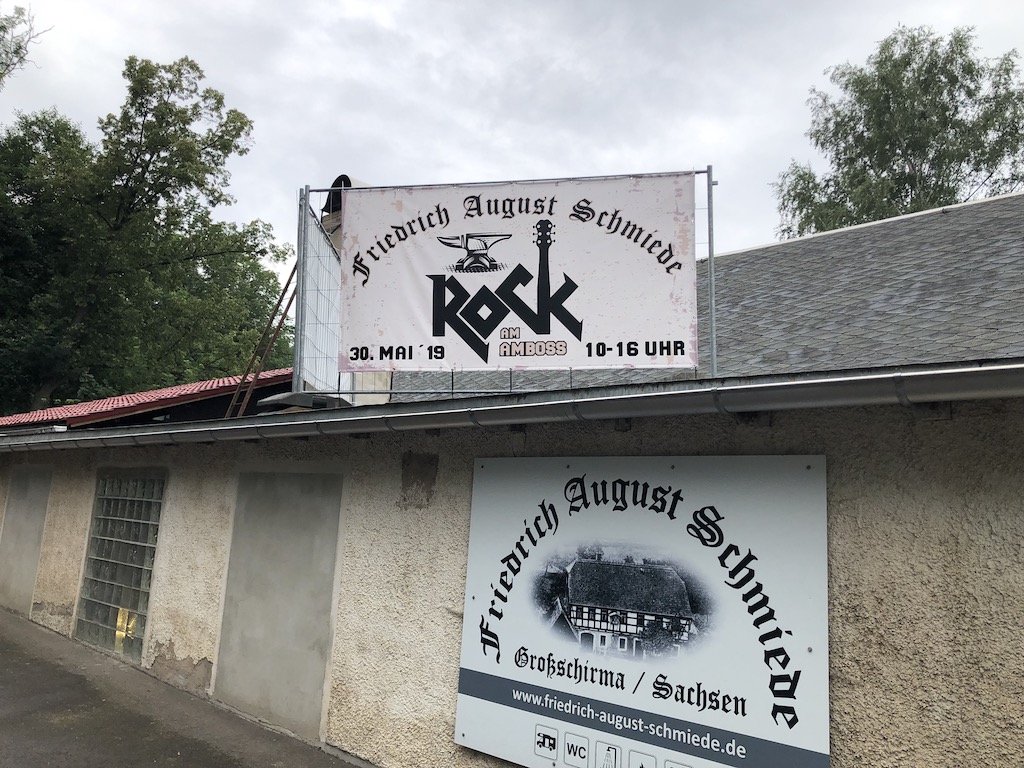 Friedrich August Schmiede
ROCK
AM
AMBOSS
30. MAI '19
10-16 UHR
Friedrich August Schmiede
Großschirma / Sachsen
www.friedrich-august-schmiede.de
WC